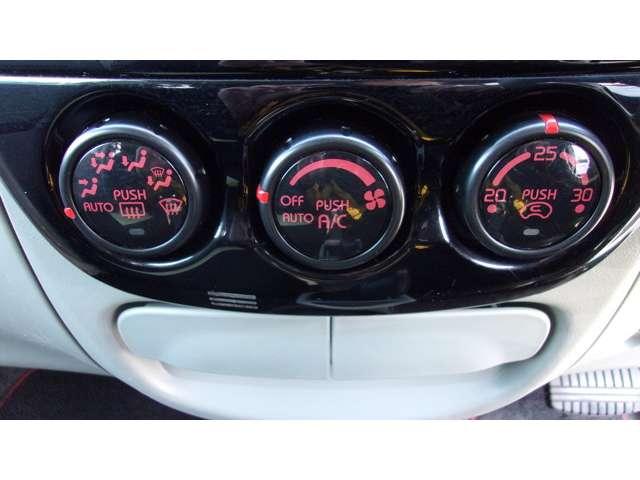 PUSH
AUTO
OFF PUSH
AUTO A/C
25
20 PUSH 30